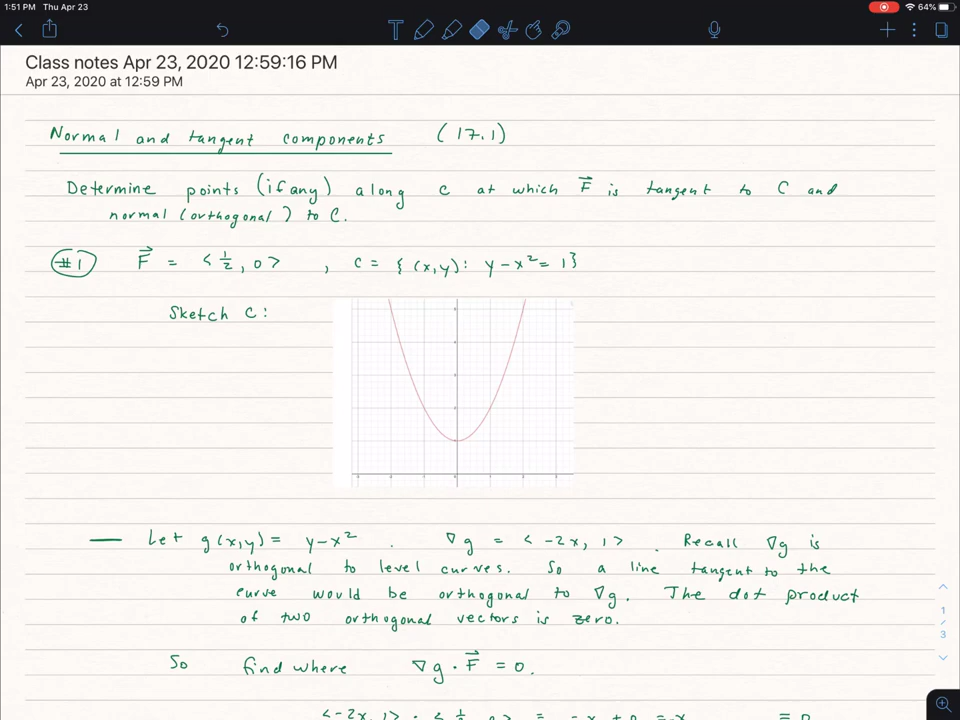 1:51 PM Thu Apr 23 64%
Class notes Apr 23, 2020 12:59:16 PM
Apr 23, 2020 at 12:59 PM
Normal and tangent components (17.1)
Determine points (if any) along C at which F⃗ is tangent to C and
normal (orthogonal) to C.
#1 F⃗ = <1/2, 0>, C = {(x,y): y-x²=1}
Sketch C:
Let g(x,y) = y-x². ∇g = <-2x, 1>. Recall ∇g is
orthogonal to level curves. So a line tangent to the
curve would be orthogonal to ∇g. The dot product
of two orthogonal vectors is zero.
So find where ∇g · F⃗ = 0.
1
/
3